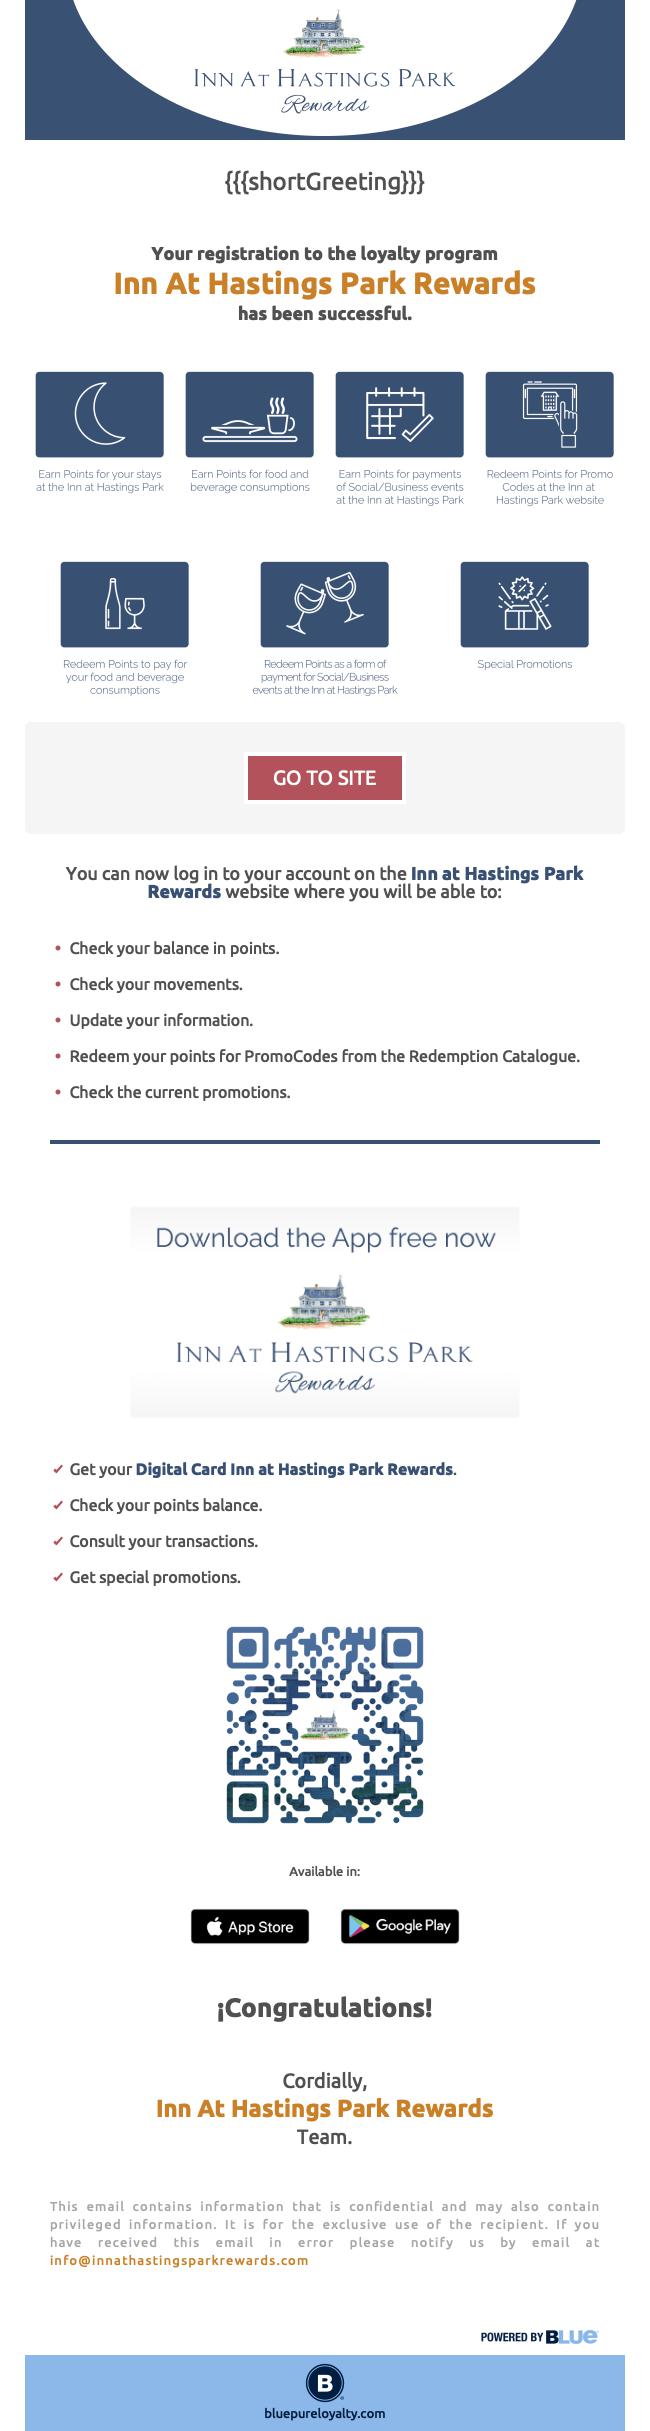 INN AT HASTINGS PARK
Rewards
{{{shortGreeting}}}
Your registration to the loyalty program
Inn At Hastings Park Rewards
has been successful.
Earn Points for your stays
at the Inn at Hastings Park
Earn Points for food and
beverage consumptions
Earn Points for payments
of Social/Business events
at the Inn at Hastings Park
Redeem Points for Promo
Codes at the Inn at
Hastings Park website
Redeem Points to pay for
your food and beverage
consumptions
Redeem Points as a form of
payment for Social/Business
events at the Inn at Hastings Park
Special Promotions
GO TO SITE
You can now log in to your account on the Inn at Hastings Park
Rewards website where you will be able to:
• Check your balance in points.
• Check your movements.
• Update your information.
• Redeem your points for PromoCodes from the Redemption Catalogue.
• Check the current promotions.
Download the App free now
INN AT HASTINGS PARK
Rewards
✓ Get your Digital Card Inn at Hastings Park Rewards.
✓ Check your points balance.
✓ Consult your transactions.
✓ Get special promotions.
Available in:
App Store
Google Play
¡Congratulations!
Cordially,
Inn At Hastings Park Rewards
Team.
This email contains information that is confidential and may also contain
privileged information. It is for the exclusive use of the recipient. If you
have received this email in error please notify us by email at
info@innathastingsparkrewards.com
POWERED BY BLUe
B
bluepureloyalty.com